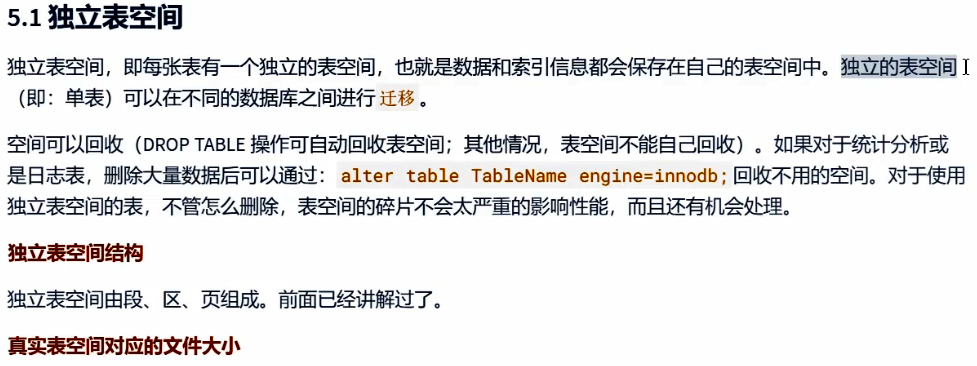 5.1 独立表空间
独立表空间，即每张表有一个独立的表空间，也就是数据和索引信息都会保存在自己的表空间中。独立的表空间
（即：单表）可以在不同的数据库之间进行 迁移 。
空间可以回收（DROP TABLE 操作可自动回收表空间；其他情况，表空间不能自己回收）。如果对于统计分析或
是日志表，删除大量数据后可以通过： alter table TableName engine=innodb; 回收不用的空间。对于使用
独立表空间的表，不管怎么删除，表空间的碎片不会太严重的影响性能，而且还有机会处理。
独立表空间结构
独立表空间由段、区、页组成。前面已经讲解过了。
真实表空间对应的文件大小